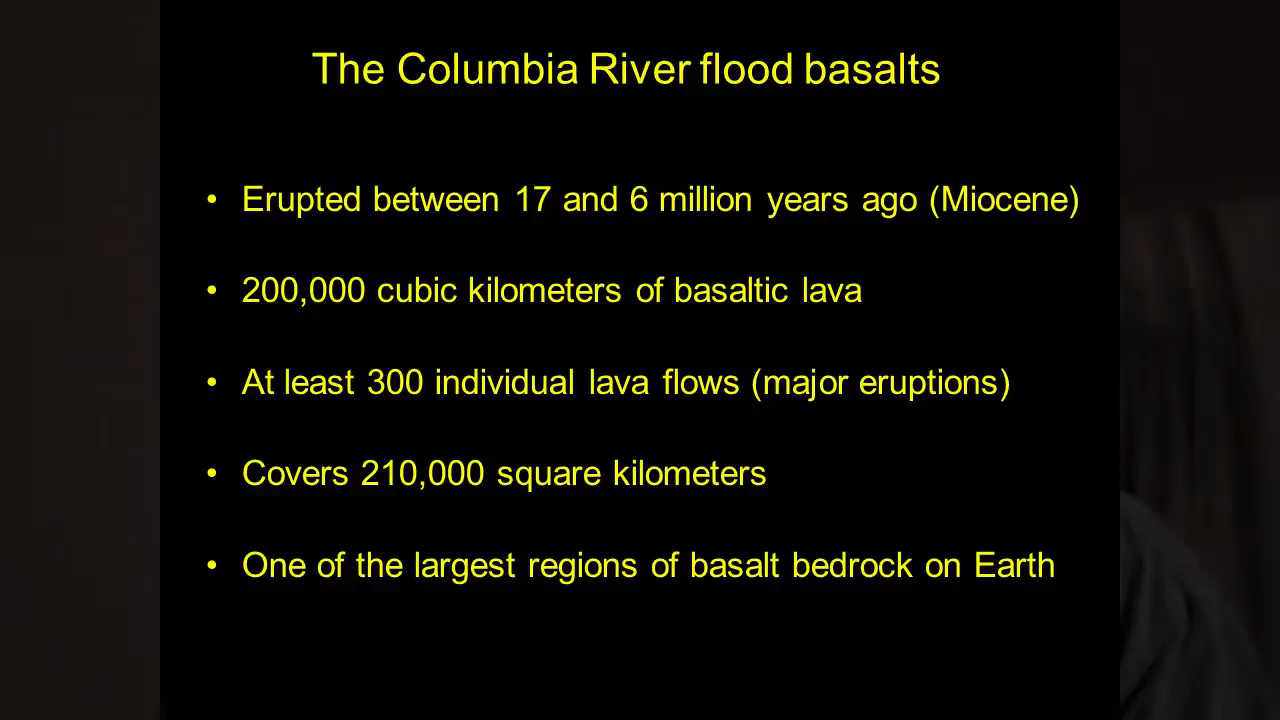 The Columbia River flood basalts
• Erupted between 17 and 6 million years ago (Miocene)
• 200,000 cubic kilometers of basaltic lava
• At least 300 individual lava flows (major eruptions)
• Covers 210,000 square kilometers
• One of the largest regions of basalt bedrock on Earth